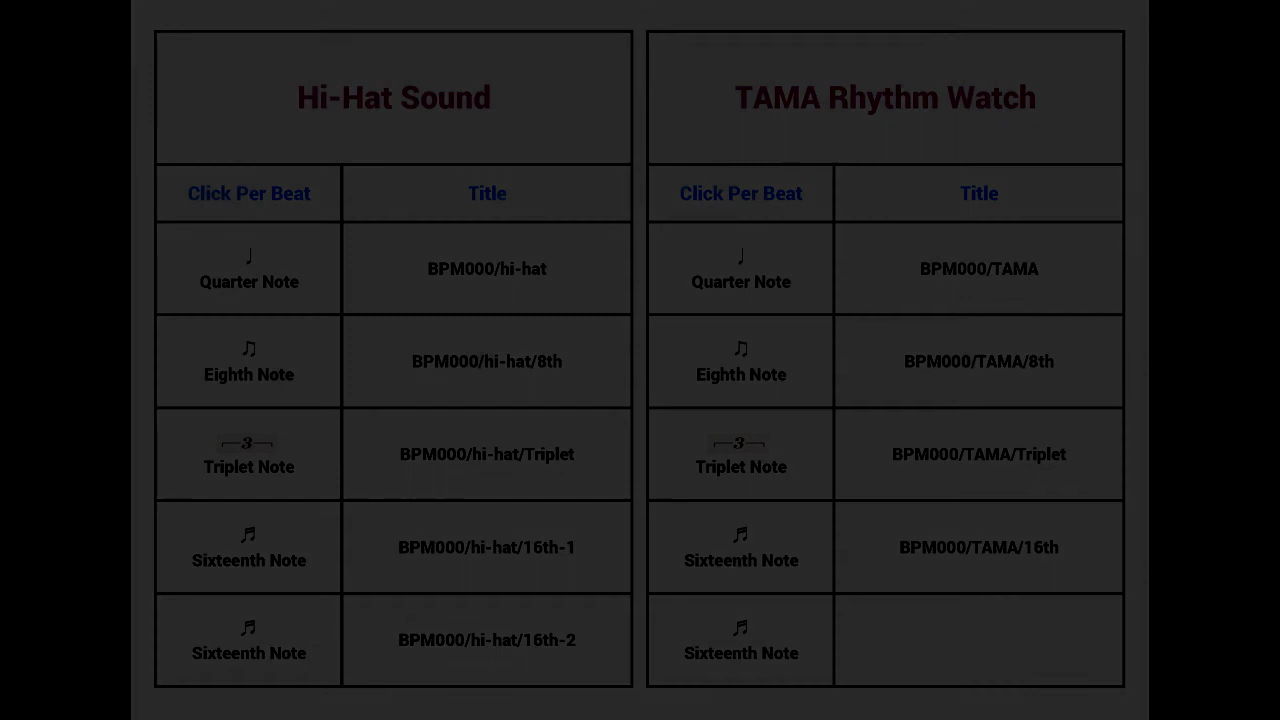 Hi-Hat Sound
Click Per Beat Title
♩
Quarter Note
BPM000/hi-hat
♫
Eighth Note
BPM000/hi-hat/8th
3
Triplet Note
BPM000/hi-hat/Triplet
♬
Sixteenth Note
BPM000/hi-hat/16th-1
♬
Sixteenth Note
BPM000/hi-hat/16th-2
TAMA Rhythm Watch
Click Per Beat Title
♩
Quarter Note
BPM000/TAMA
♫
Eighth Note
BPM000/TAMA/8th
3
Triplet Note
BPM000/TAMA/Triplet
♬
Sixteenth Note
BPM000/TAMA/16th
♬
Sixteenth Note